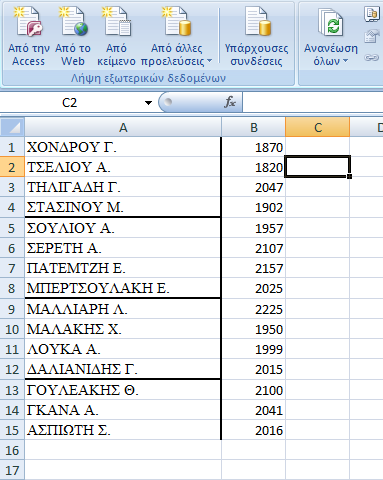 Από την Access Από το Web Από κείμενο Από άλλες προελεύσεις Υπάρχουσες συνδέσεις Ανανέωση όλων
Λήψη εξωτερικών δεδομένων
C2 fx
A B C D
1 ΧΟΝΔΡΟΥ Γ. 1870
2 ΤΣΕΛΙΟΥ Α. 1820
3 ΤΗΛΙΓΑΔΗ Γ. 2047
4 ΣΤΑΣΙΝΟΥ Μ. 1902
5 ΣΟΥΛΙΟΥ Α. 1957
6 ΣΕΡΕΤΗ Α. 2107
7 ΠΑΤΕΜΤΖΗ Ε. 2157
8 ΜΠΕΡΤΣΟΥΛΑΚΗ Ε. 2025
9 ΜΑΛΛΙΑΡΗ Λ. 2225
10 ΜΑΛΑΚΗΣ Χ. 1950
11 ΛΟΥΚΑ Α. 1999
12 ΔΑΛΙΑΝΙΔΗΣ Γ. 2015
13 ΓΟΥΛΕΑΚΗΣ Θ. 2100
14 ΓΚΑΝΑ Α. 2041
15 ΑΣΠΙΩΤΗ Σ. 2016
16
17